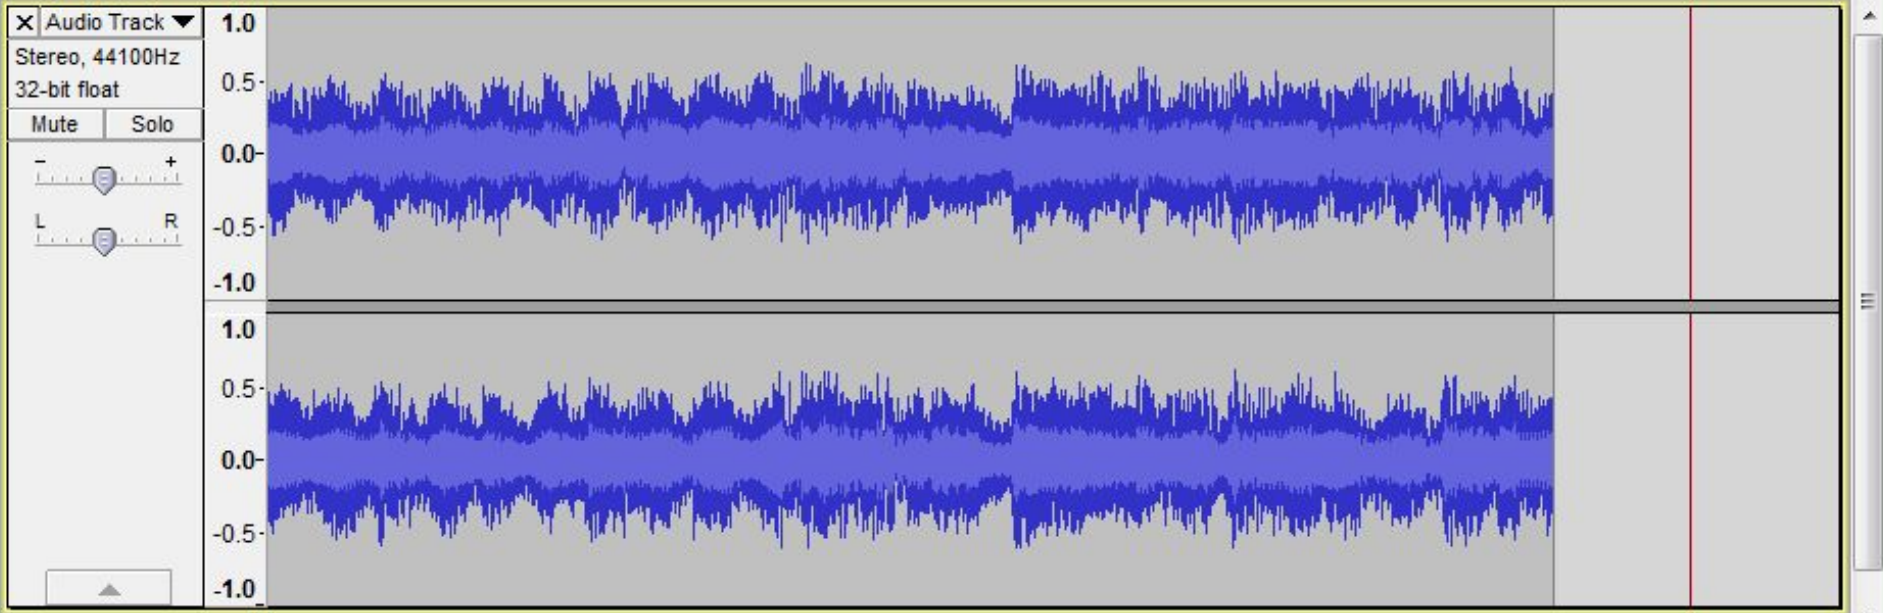 X Audio Track
Stereo, 44100Hz
32-bit float
Mute Solo
- +
L R
1.0
0.5-
0.0-
-0.5-
-1.0
1.0
0.5-
0.0-
-0.5-
-1.0